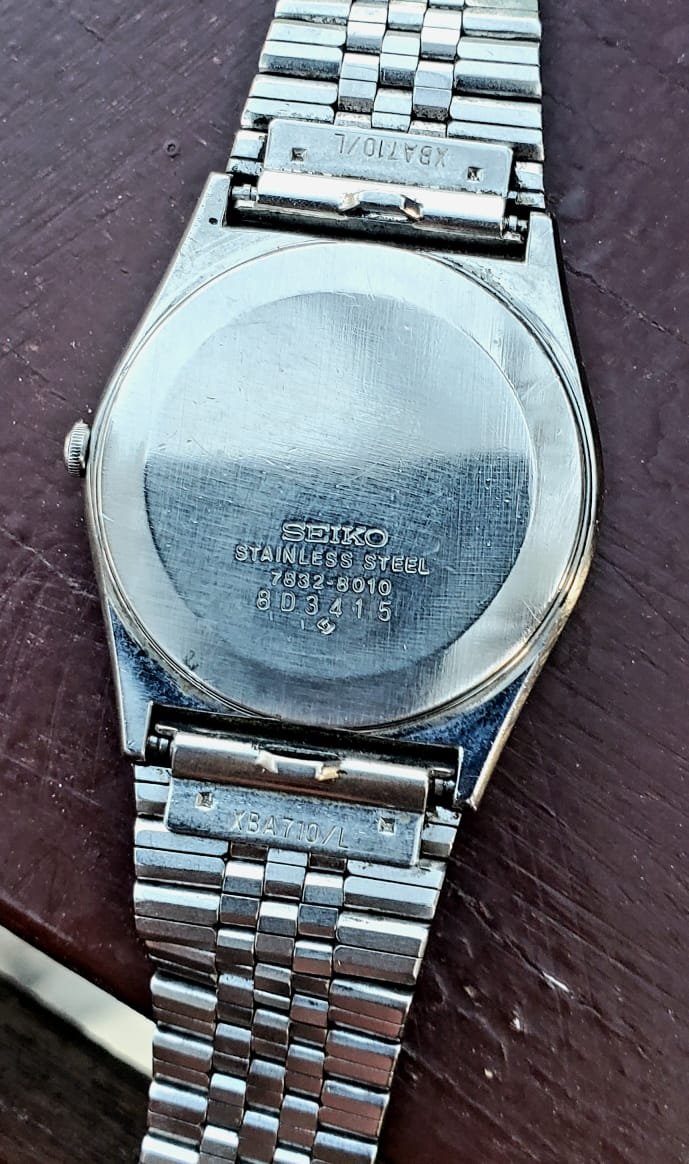 XBA710/L
SEIKO
STAINLESS STEEL
7832-8010
8D3415
XBA710/L